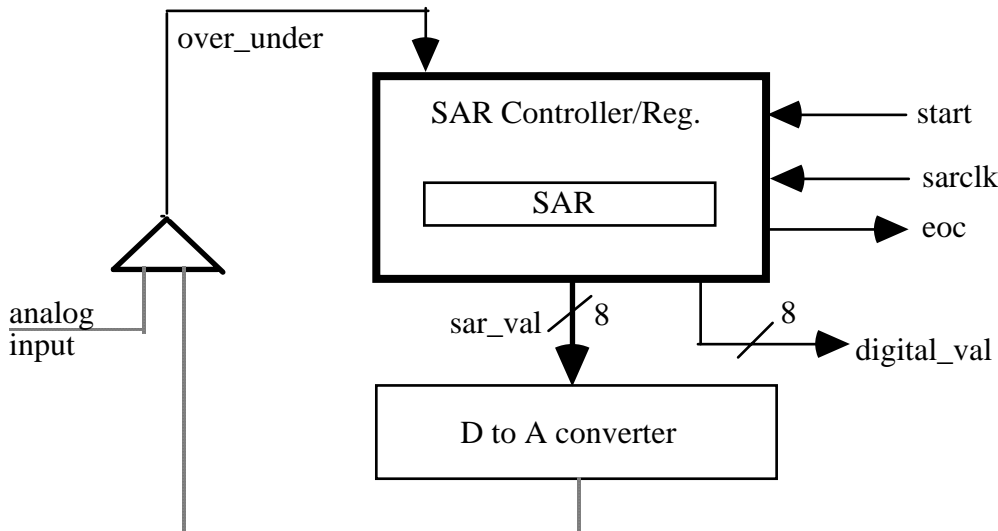 over_under
SAR Controller/Reg.
start
SAR
sarclk
eoc
analog
input
sar_val
8
8
digital_val
D to A converter